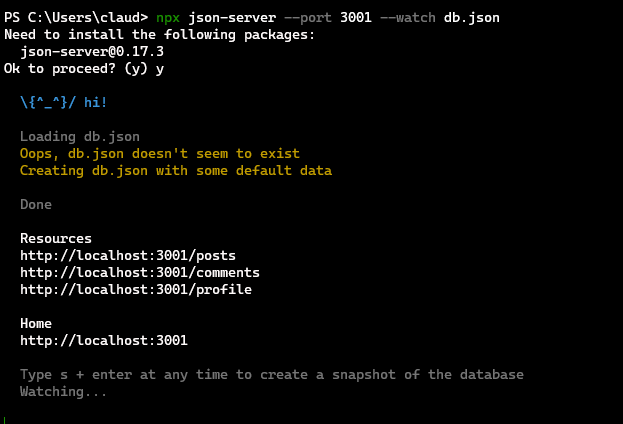 PS C:\Users\claud> npx json-server --port 3001 --watch db.json
Need to install the following packages:
  json-server@0.17.3
Ok to proceed? (y) y

  \{^_^}/ hi!

  Loading db.json
  Oops, db.json doesn't seem to exist
  Creating db.json with some default data

  Done

  Resources
  http://localhost:3001/posts
  http://localhost:3001/comments
  http://localhost:3001/profile

  Home
  http://localhost:3001

  Type s + enter at any time to create a snapshot of the database
  Watching...